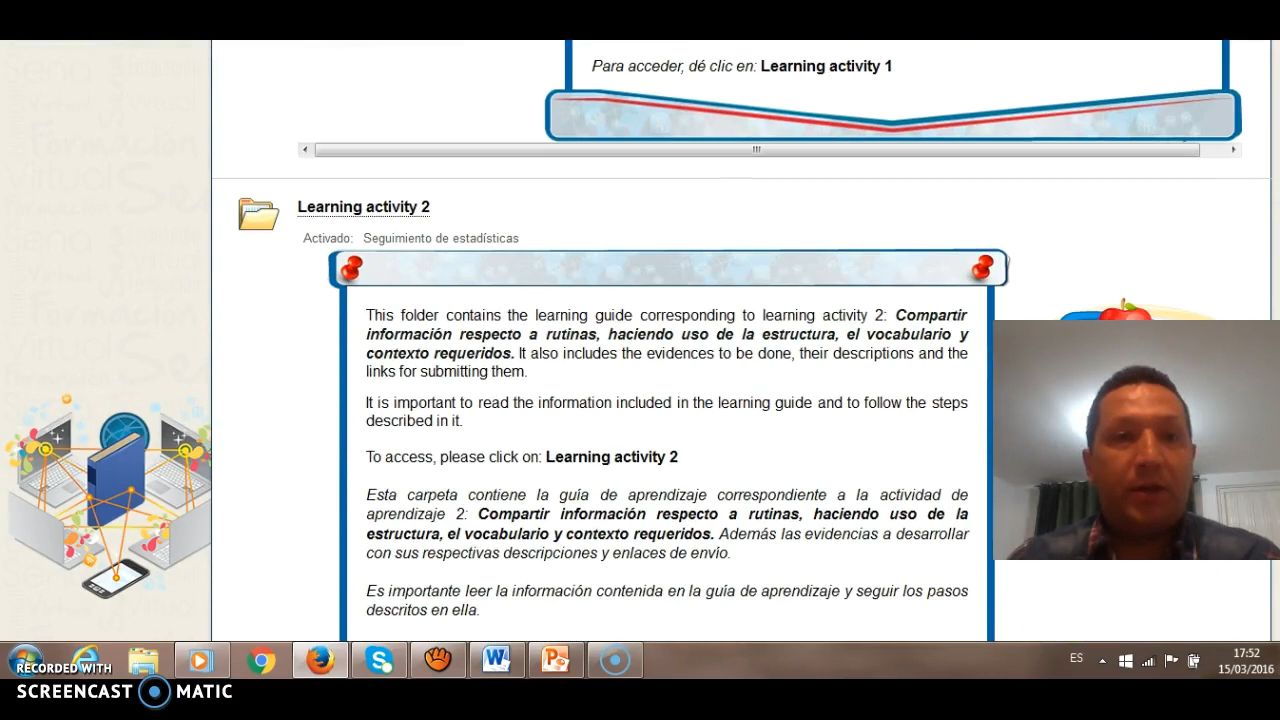 Para acceder, dé clic en: Learning activity 1
Learning activity 2
Activado: Seguimiento de estadísticas
This folder contains the learning guide corresponding to learning activity 2: Compartir
información respecto a rutinas, haciendo uso de la estructura, el vocabulario y
contexto requeridos. It also includes the evidences to be done, their descriptions and the
links for submitting them.
It is important to read the information included in the learning guide and to follow the steps
described in it.
To access, please click on: Learning activity 2
Esta carpeta contiene la guía de aprendizaje correspondiente a la actividad de
aprendizaje 2: Compartir información respecto a rutinas, haciendo uso de la
estructura, el vocabulario y contexto requeridos. Además las evidencias a desarrollar
con sus respectivas descripciones y enlaces de envío.
Es importante leer la información contenida en la guía de aprendizaje y seguir los pasos
descritos en ella.
ES
17:52
15/03/2016
RECORDED WITH
SCREENCAST MATIC